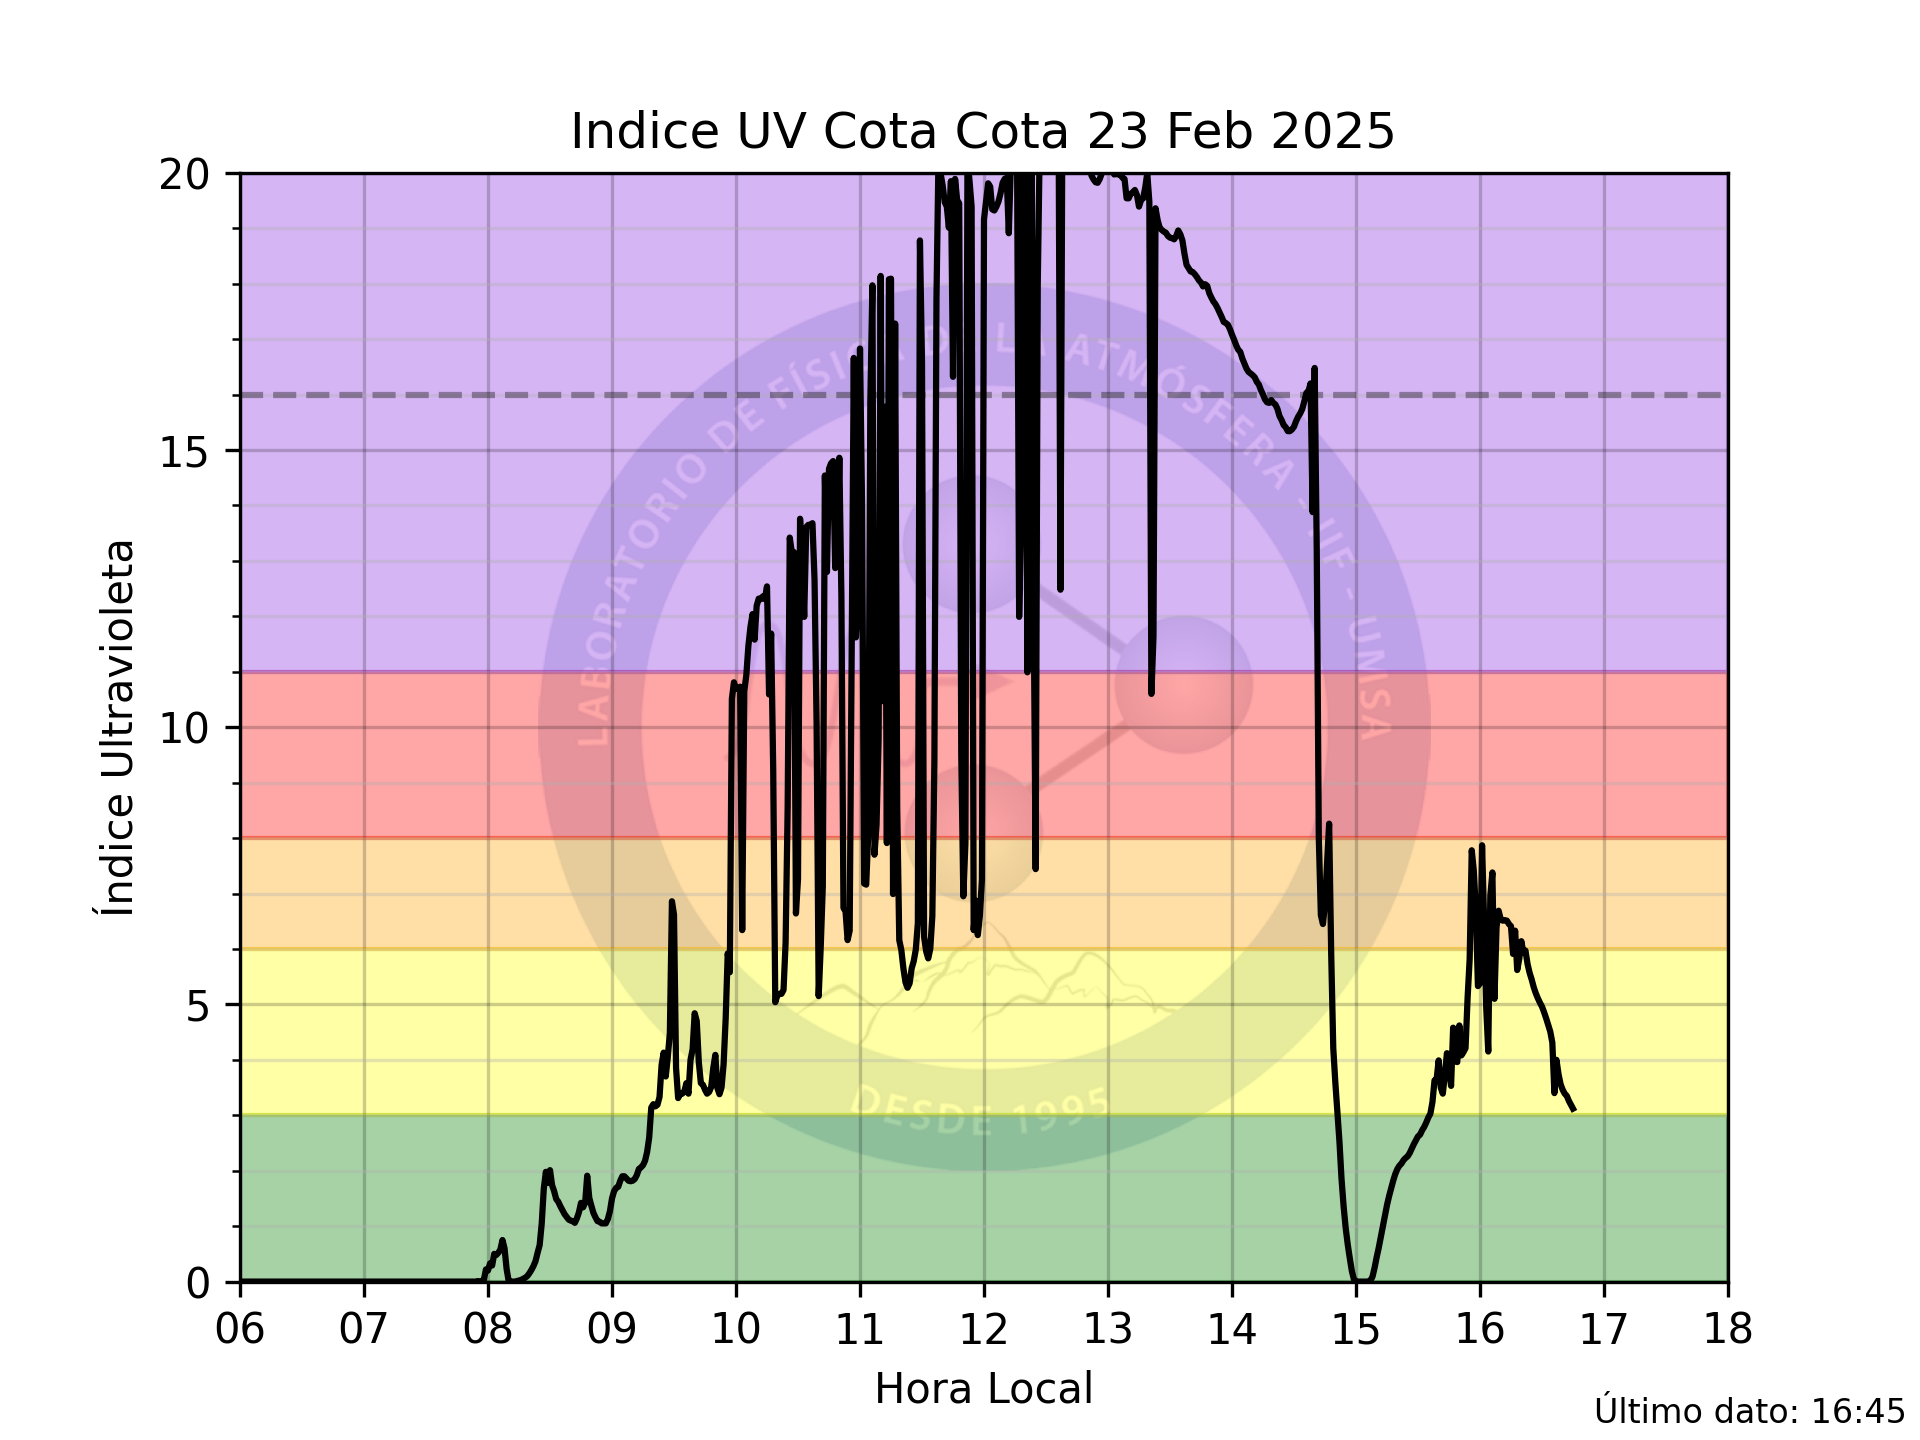 Indice UV Cota Cota 23 Feb 2025
20
15
10
5
0
Índice Ultravioleta
LABORATORIO DE FÍSICA DE LA ATMÓSFERA - IIF - UMSA
DESDE 1995
06 07 08 09 10 11 12 13 14 15 16 17 18
Hora Local
Último dato: 16:45